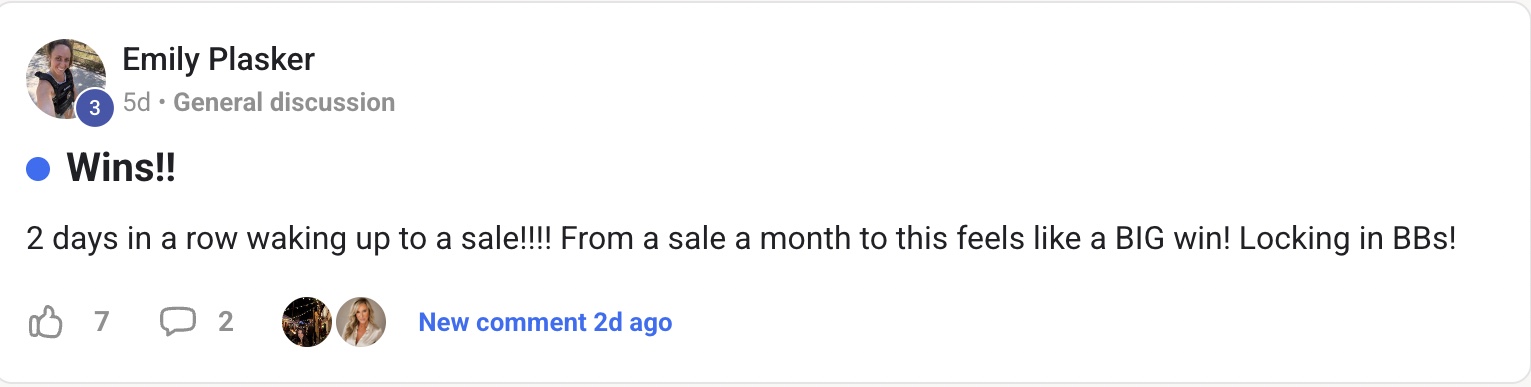 Emily Plasker
3
5d • General discussion
Wins!!
2 days in a row waking up to a sale!!!! From a sale a month to this feels like a BIG win! Locking in BBs!
7 2 New comment 2d ago